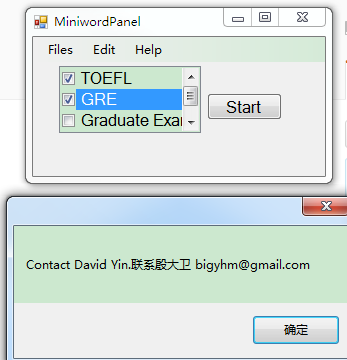 MiniwordPanel
Files Edit Help
TOEFL
GRE
Start
Graduate Exar
Contact David Yin.联系殷大卫 bigyhm@gmail.com
确定